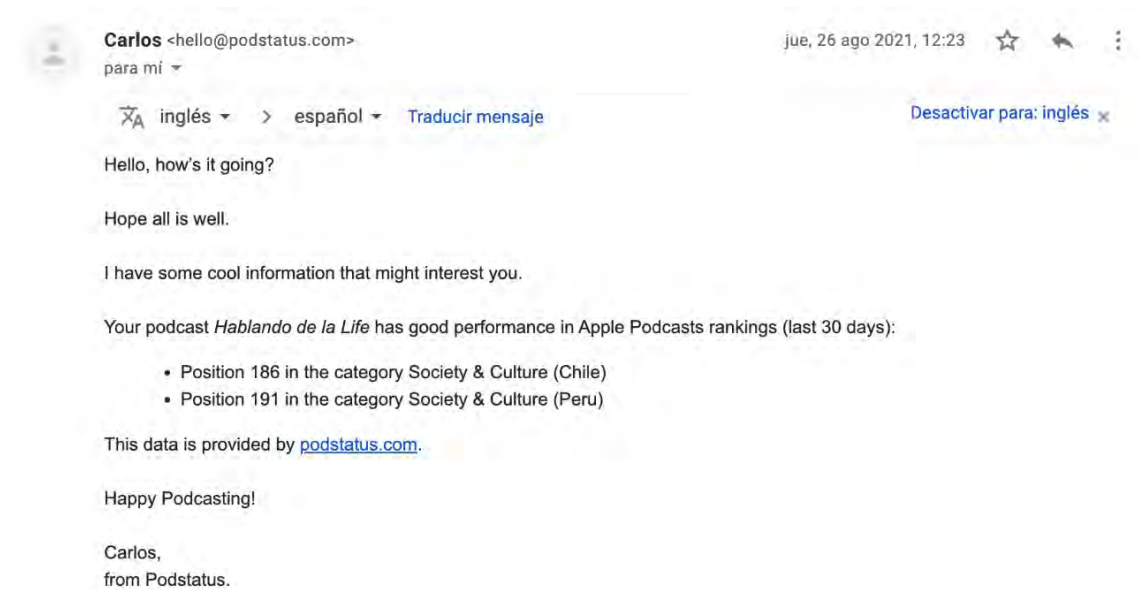 Carlos <hello@podstatus.com>
jue, 26 ago 2021, 12:23
para mí
inglés > español Traducir mensaje
Desactivar para: inglés x
Hello, how's it going?
Hope all is well.
I have some cool information that might interest you.
Your podcast Hablando de la Life has good performance in Apple Podcasts rankings (last 30 days):
• Position 186 in the category Society & Culture (Chile)
• Position 191 in the category Society & Culture (Peru)
This data is provided by podstatus.com.
Happy Podcasting!
Carlos,
from Podstatus.